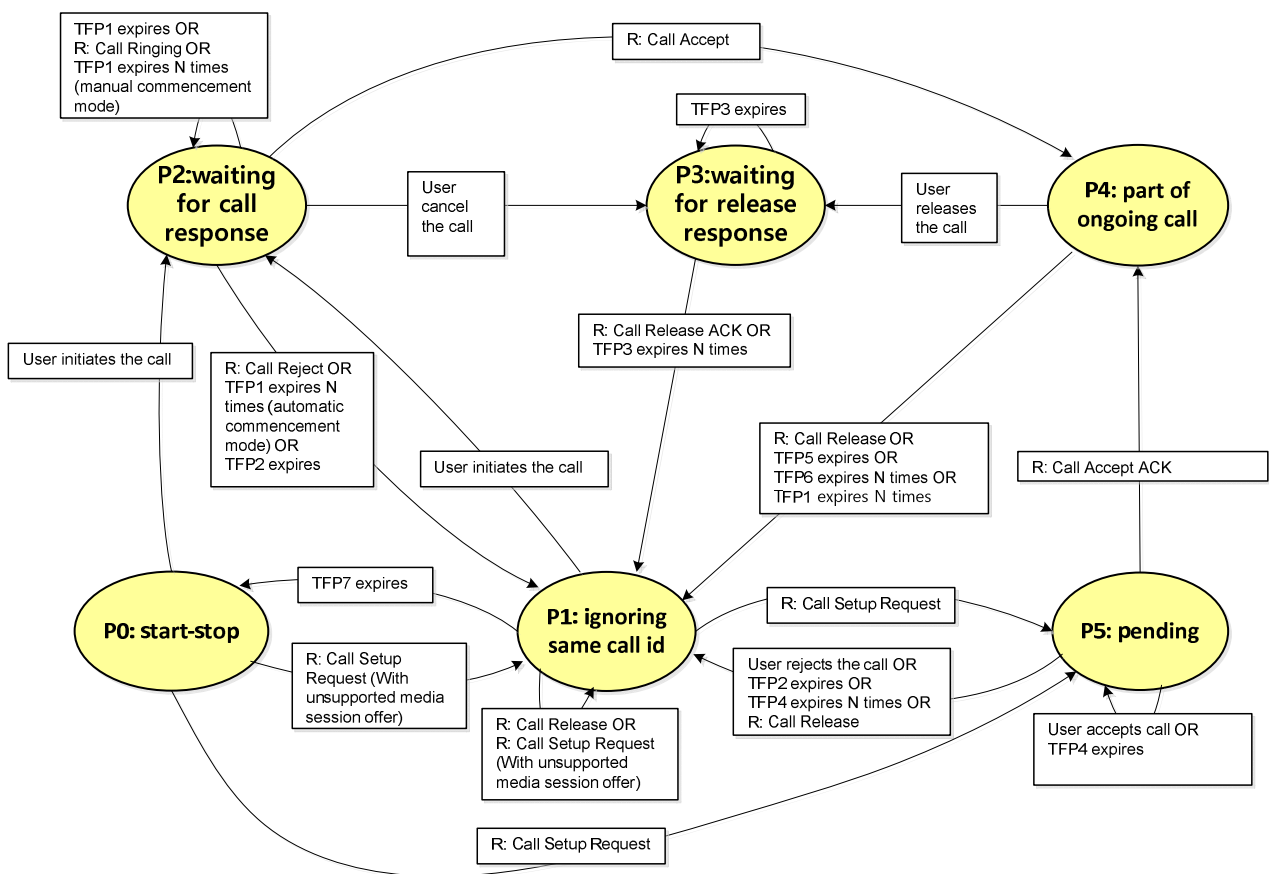 TFP1 expires OR
R: Call Ringing OR
TFP1 expires N times
(manual commencement
mode)
R: Call Accept
TFP3 expires
P2:waiting
for call
response
User
cancel
the call
P3:waiting
for release
response
User
releases
the call
P4: part of
ongoing call
User initiates the call
R: Call Reject OR
TFP1 expires N
times (automatic
commencement
mode) OR
TFP2 expires
R: Call Release ACK OR
TFP3 expires N times
User initiates the call
R: Call Release OR
TFP5 expires OR
TFP6 expires N times OR
TFP1 expires N times
R: Call Accept ACK
P0: start-stop
TFP7 expires
R: Call Setup
Request (With
unsupported media
session offer)
P1: ignoring
same call id
R: Call Setup Request
P5: pending
User rejects the call OR
TFP2 expires OR
TFP4 expires N times OR
R: Call Release
R: Call Release OR
R: Call Setup Request
(With unsupported
media session offer)
User accepts call OR
TFP4 expires
R: Call Setup Request